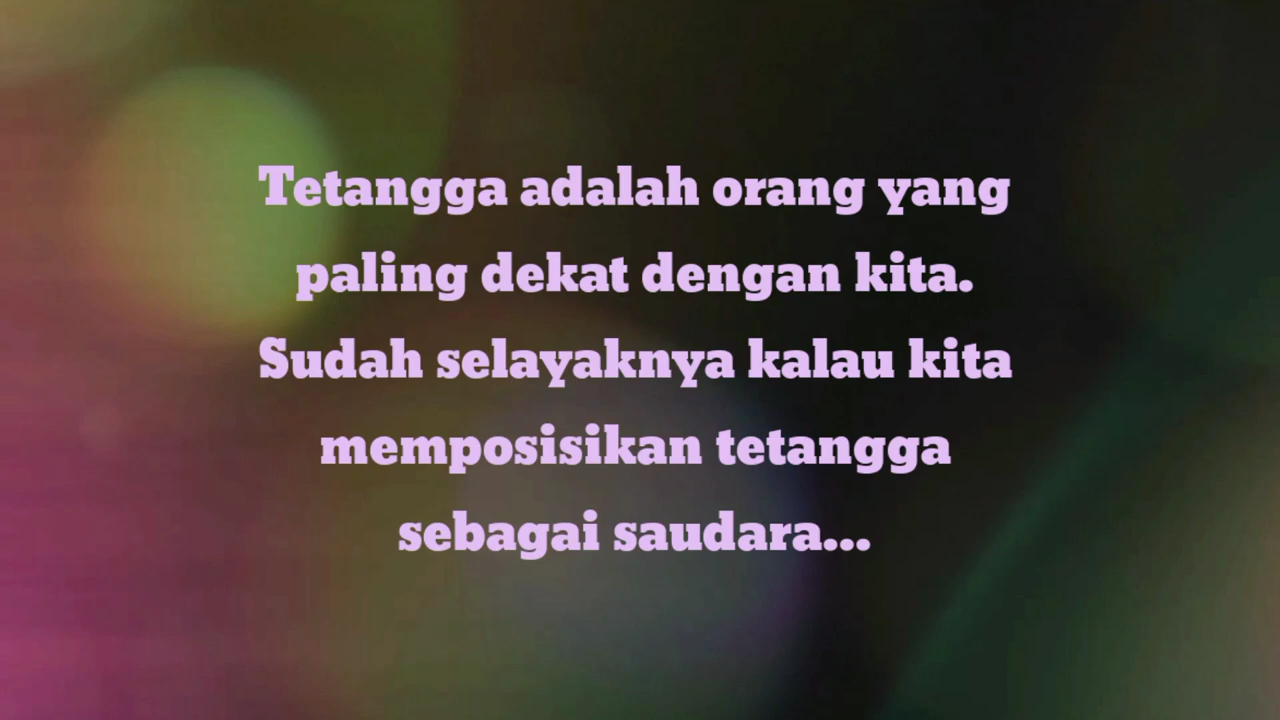 Tetangga adalah orang yang
paling dekat dengan kita.
Sudah selayaknya kalau kita
memposisikan tetangga
sebagai saudara...